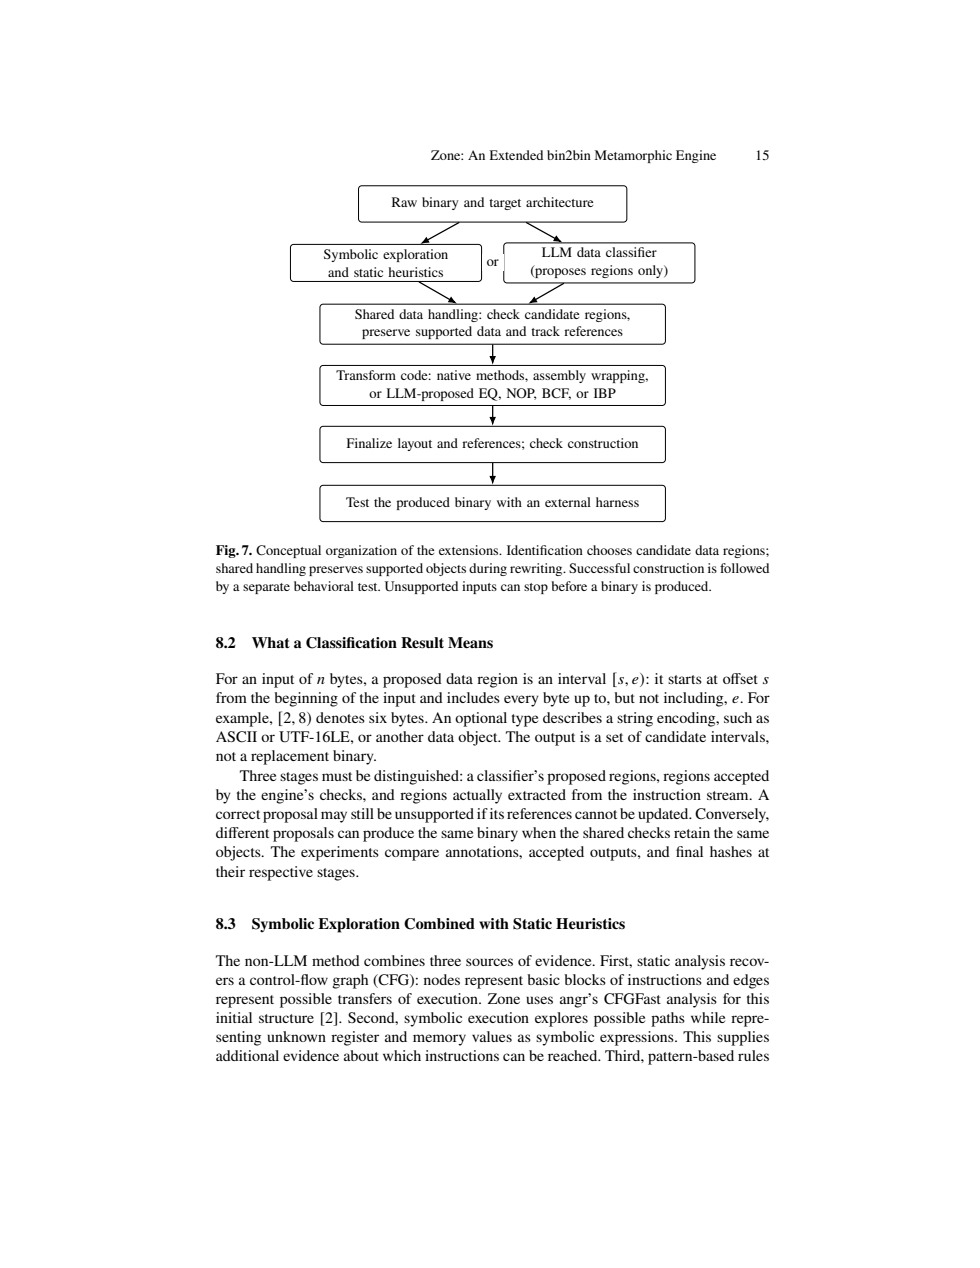 Zone: An Extended bin2bin Metamorphic Engine 15
Raw binary and target architecture
Symbolic exploration
and static heuristics
or
LLM data classifier
(proposes regions only)
Shared data handling: check candidate regions,
preserve supported data and track references
Transform code: native methods, assembly wrapping,
or LLM-proposed EQ, NOP, BCF, or IBP
Finalize layout and references; check construction
Test the produced binary with an external harness
Fig. 7. Conceptual organization of the extensions. Identification chooses candidate data regions;
shared handling preserves supported objects during rewriting. Successful construction is followed
by a separate behavioral test. Unsupported inputs can stop before a binary is produced.
8.2 What a Classification Result Means
For an input of n bytes, a proposed data region is an interval [s, e): it starts at offset s
from the beginning of the input and includes every byte up to, but not including, e. For
example, [2, 8) denotes six bytes. An optional type describes a string encoding, such as
ASCII or UTF-16LE, or another data object. The output is a set of candidate intervals,
not a replacement binary.
Three stages must be distinguished: a classifier's proposed regions, regions accepted
by the engine's checks, and regions actually extracted from the instruction stream. A
correct proposal may still be unsupported if its references cannot be updated. Conversely,
different proposals can produce the same binary when the shared checks retain the same
objects. The experiments compare annotations, accepted outputs, and final hashes at
their respective stages.
8.3 Symbolic Exploration Combined with Static Heuristics
The non-LLM method combines three sources of evidence. First, static analysis recov-
ers a control-flow graph (CFG): nodes represent basic blocks of instructions and edges
represent possible transfers of execution. Zone uses angr's CFGFast analysis for this
initial structure [2]. Second, symbolic execution explores possible paths while repre-
senting unknown register and memory values as symbolic expressions. This supplies
additional evidence about which instructions can be reached. Third, pattern-based rules